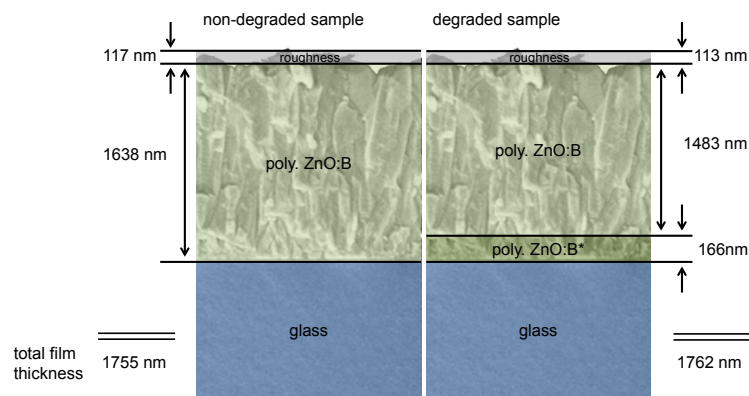 non-degraded sample
degraded sample
117 nm
roughness
roughness
113 nm
1638 nm
poly. ZnO:B
poly. ZnO:B
1483 nm
poly. ZnO:B*
166nm
glass
glass
total film
thickness
1755 nm
1762 nm